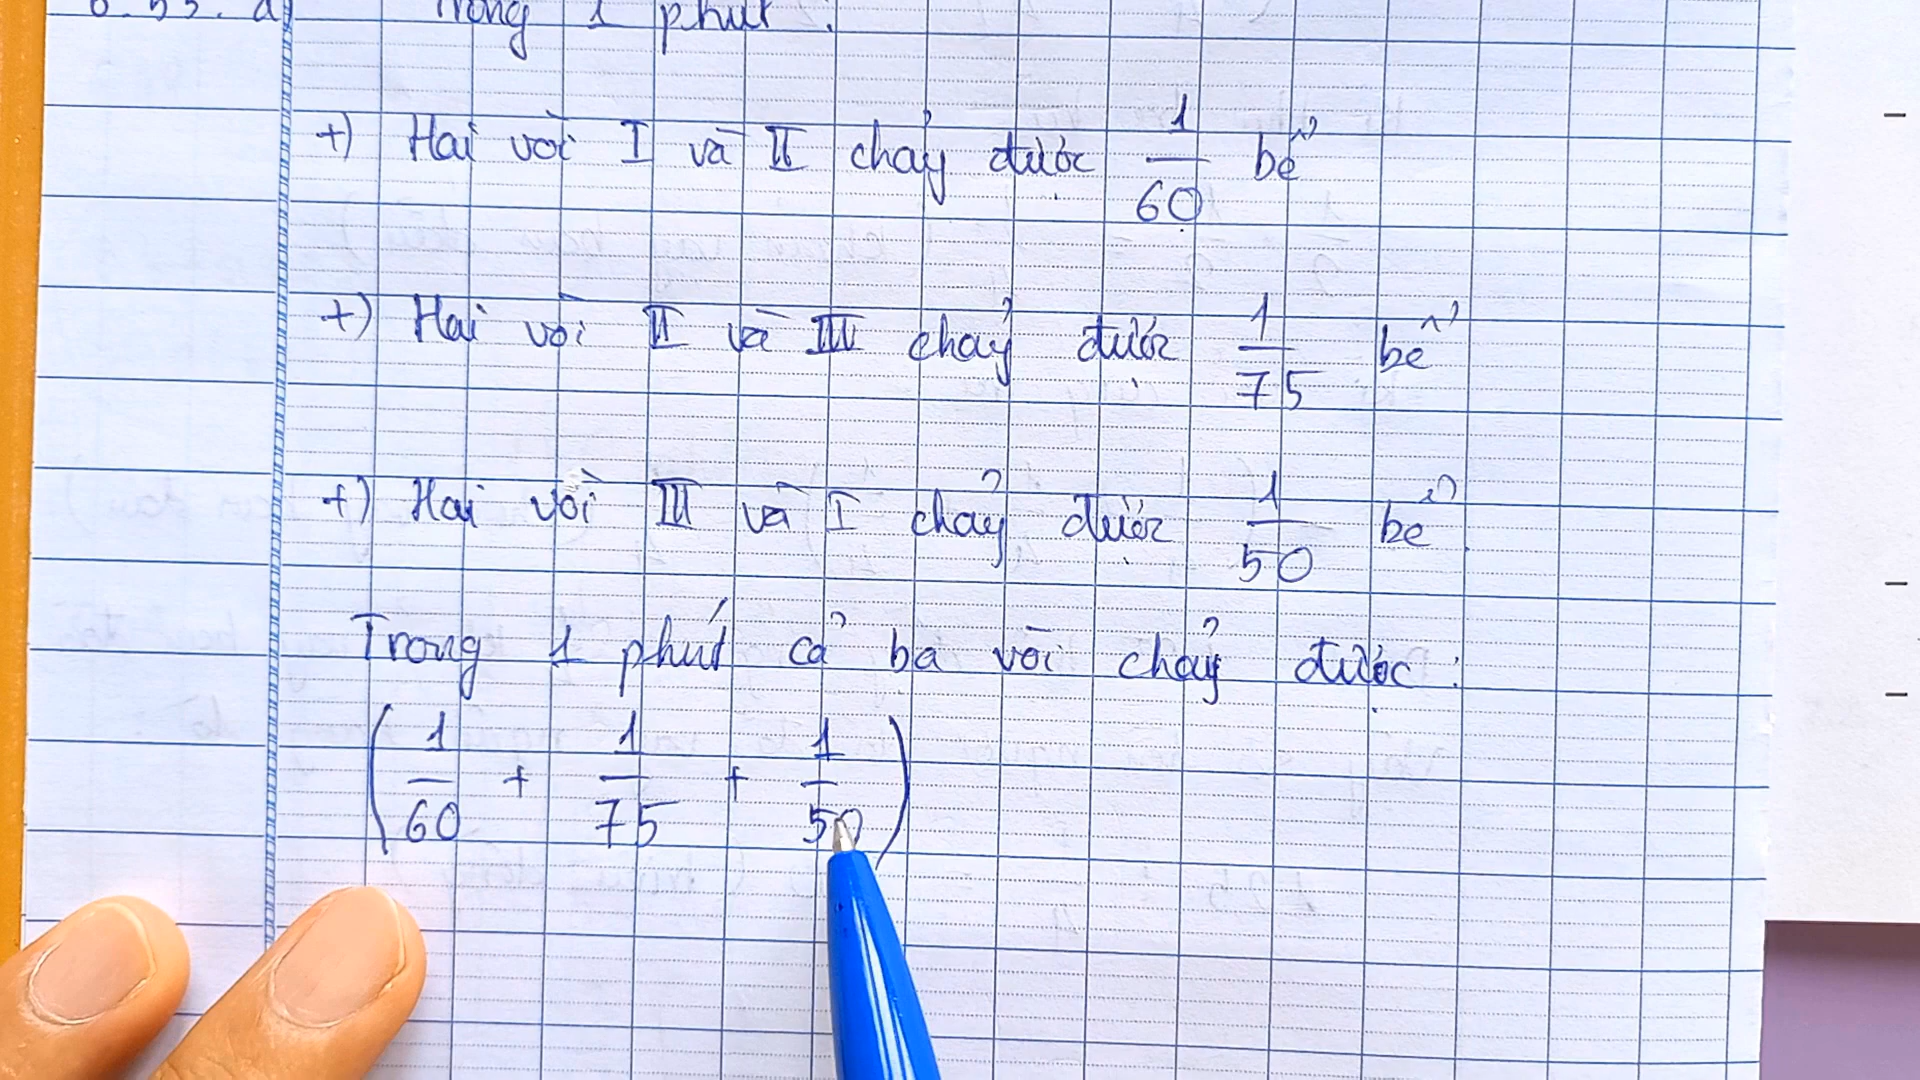 6.55. a) Trong 1 phút :
+) Hai vòi I và II chảy được 1/60 bể
+) Hai vòi II và III chảy được 1/75 bể
+) Hai vòi III và I chảy được 1/50 bể.
Trong 1 phút cả ba vòi chảy được :
( 1/60 + 1/75 + 1/50 )